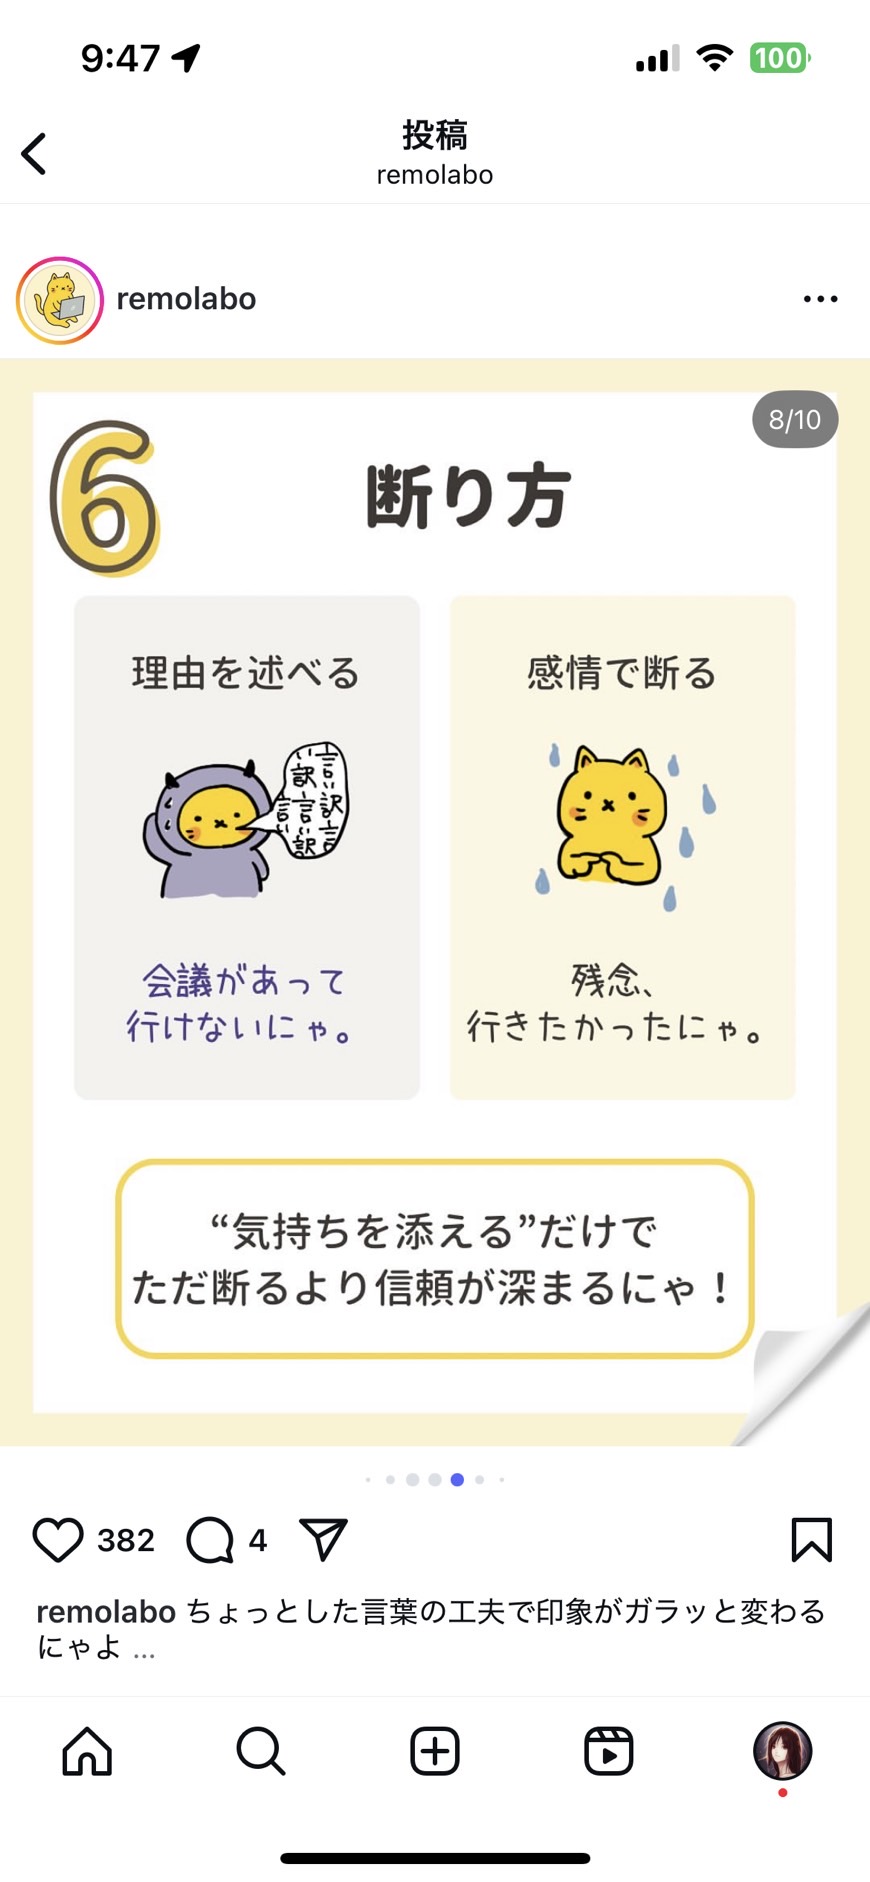 9:47
100
投稿
remolabo
remolabo
8/10
6
断り方
理由を述べる
言い訳言い訳言い訳
会議があって
行けないにゃ。
感情で断る
残念、
行きたかったにゃ。
“気持ちを添える”だけで
ただ断るより信頼が深まるにゃ！
382
4
remolabo ちょっとした言葉の工夫で印象がガラッと変わる
にゃよ ...